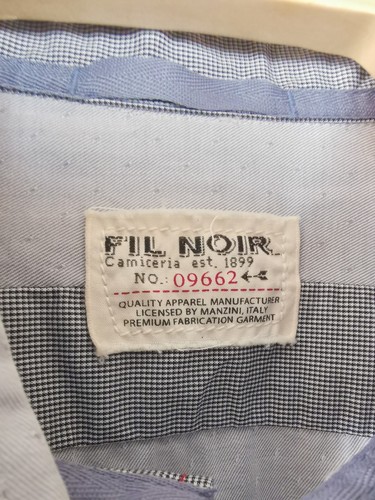 FIL NOIR
Camiceria est. 1899
NO.: 09662
QUALITY APPAREL MANUFACTURER
LICENSED BY MANZINI, ITALY
PREMIUM FABRICATION GARMENT